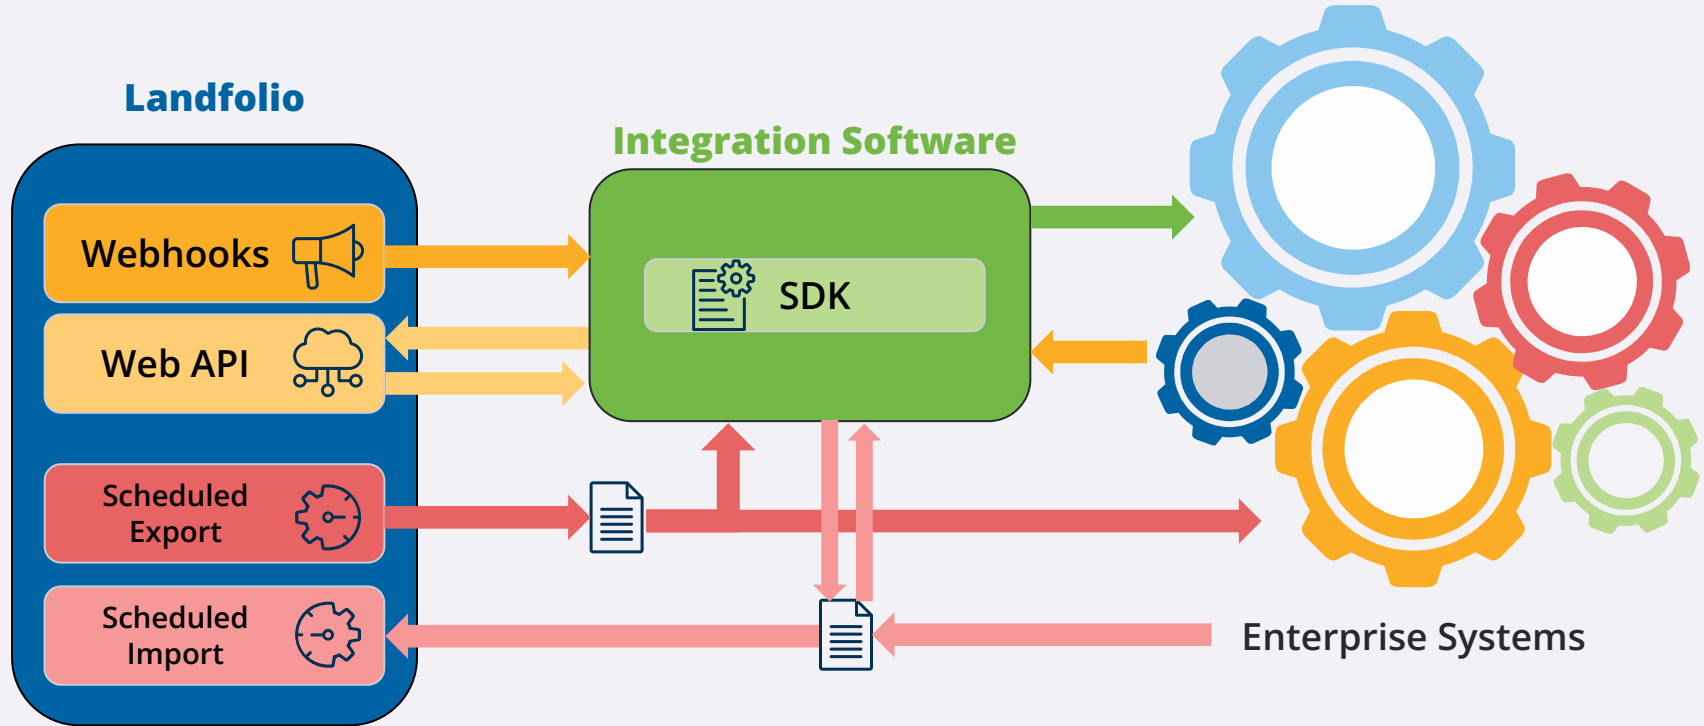 Landfolio
Integration Software
Webhooks
SDK
Web API
Scheduled
Export
Scheduled
Import
Enterprise Systems